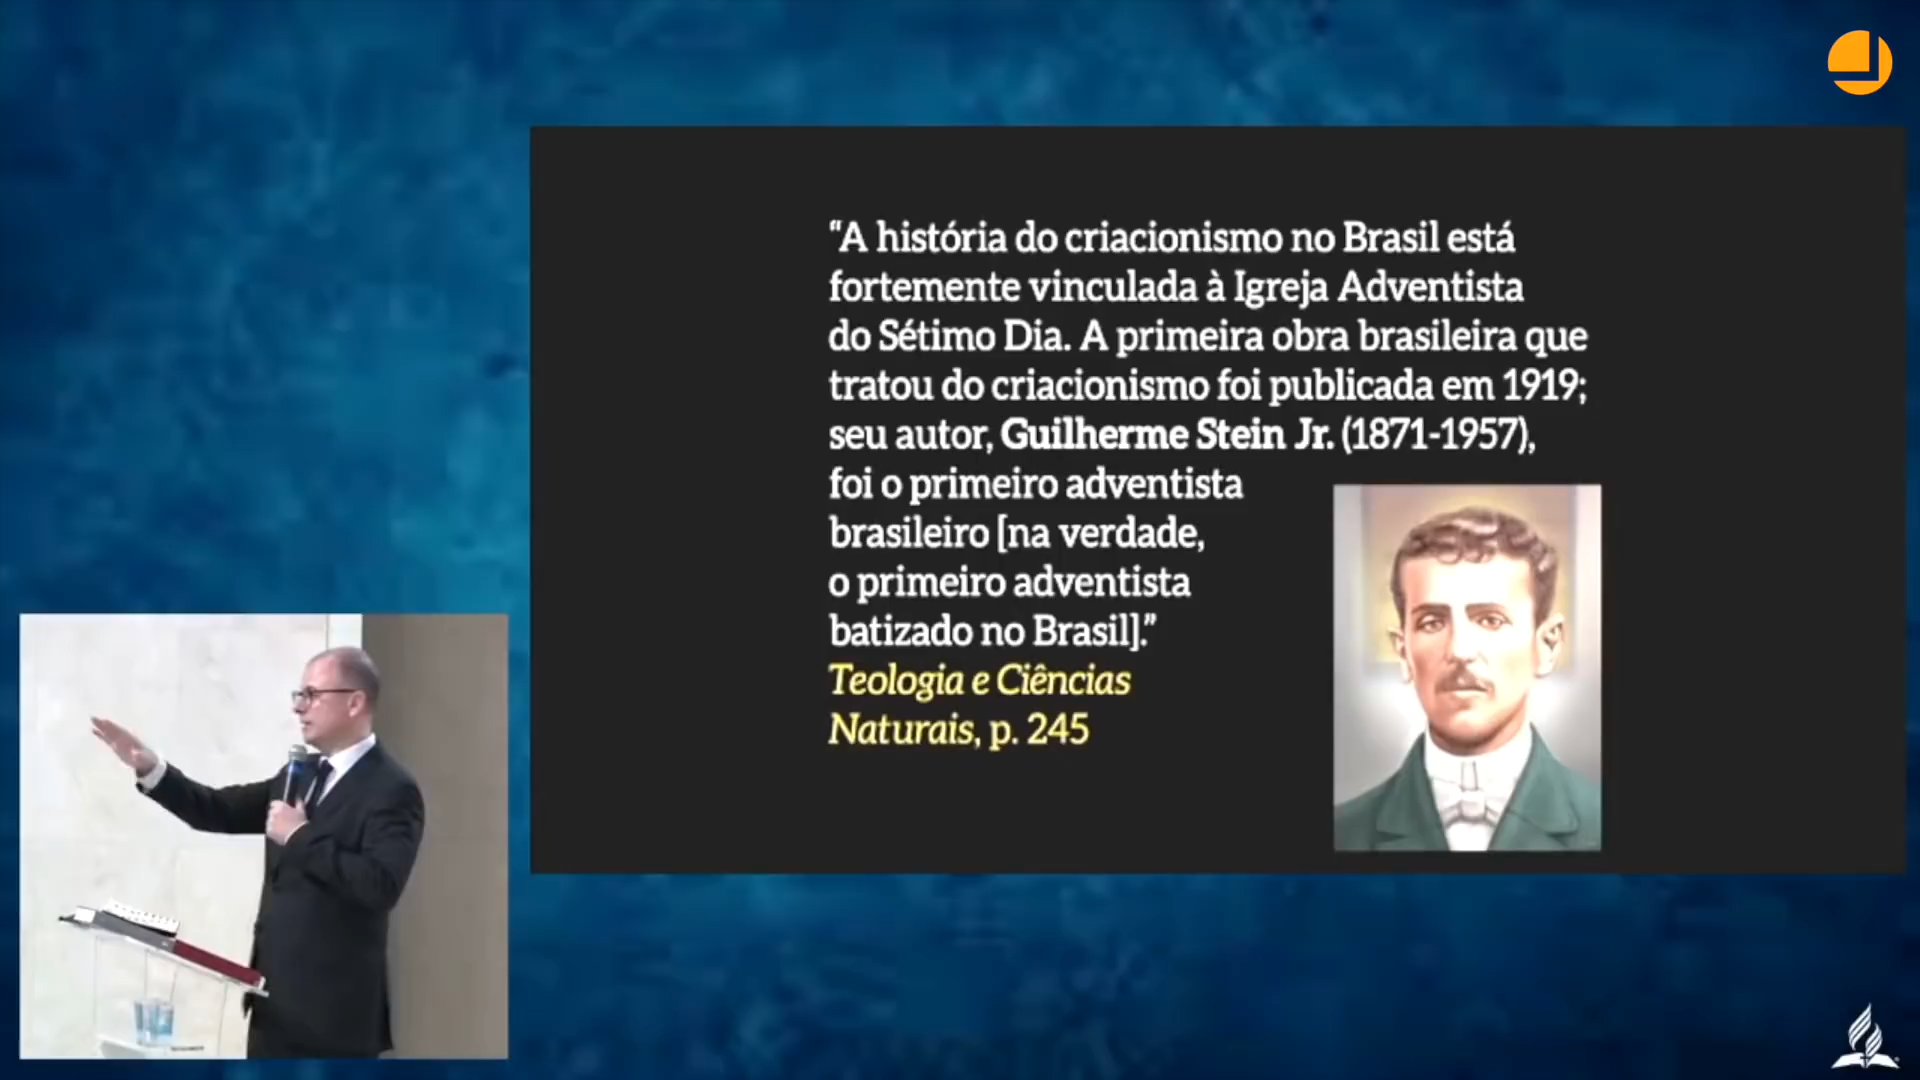 “A história do criacionismo no Brasil está
fortemente vinculada à Igreja Adventista
do Sétimo Dia. A primeira obra brasileira que
tratou do criacionismo foi publicada em 1919;
seu autor, Guilherme Stein Jr. (1871-1957),
foi o primeiro adventista
brasileiro [na verdade,
o primeiro adventista
batizado no Brasil].”
Teologia e Ciências
Naturais, p. 245